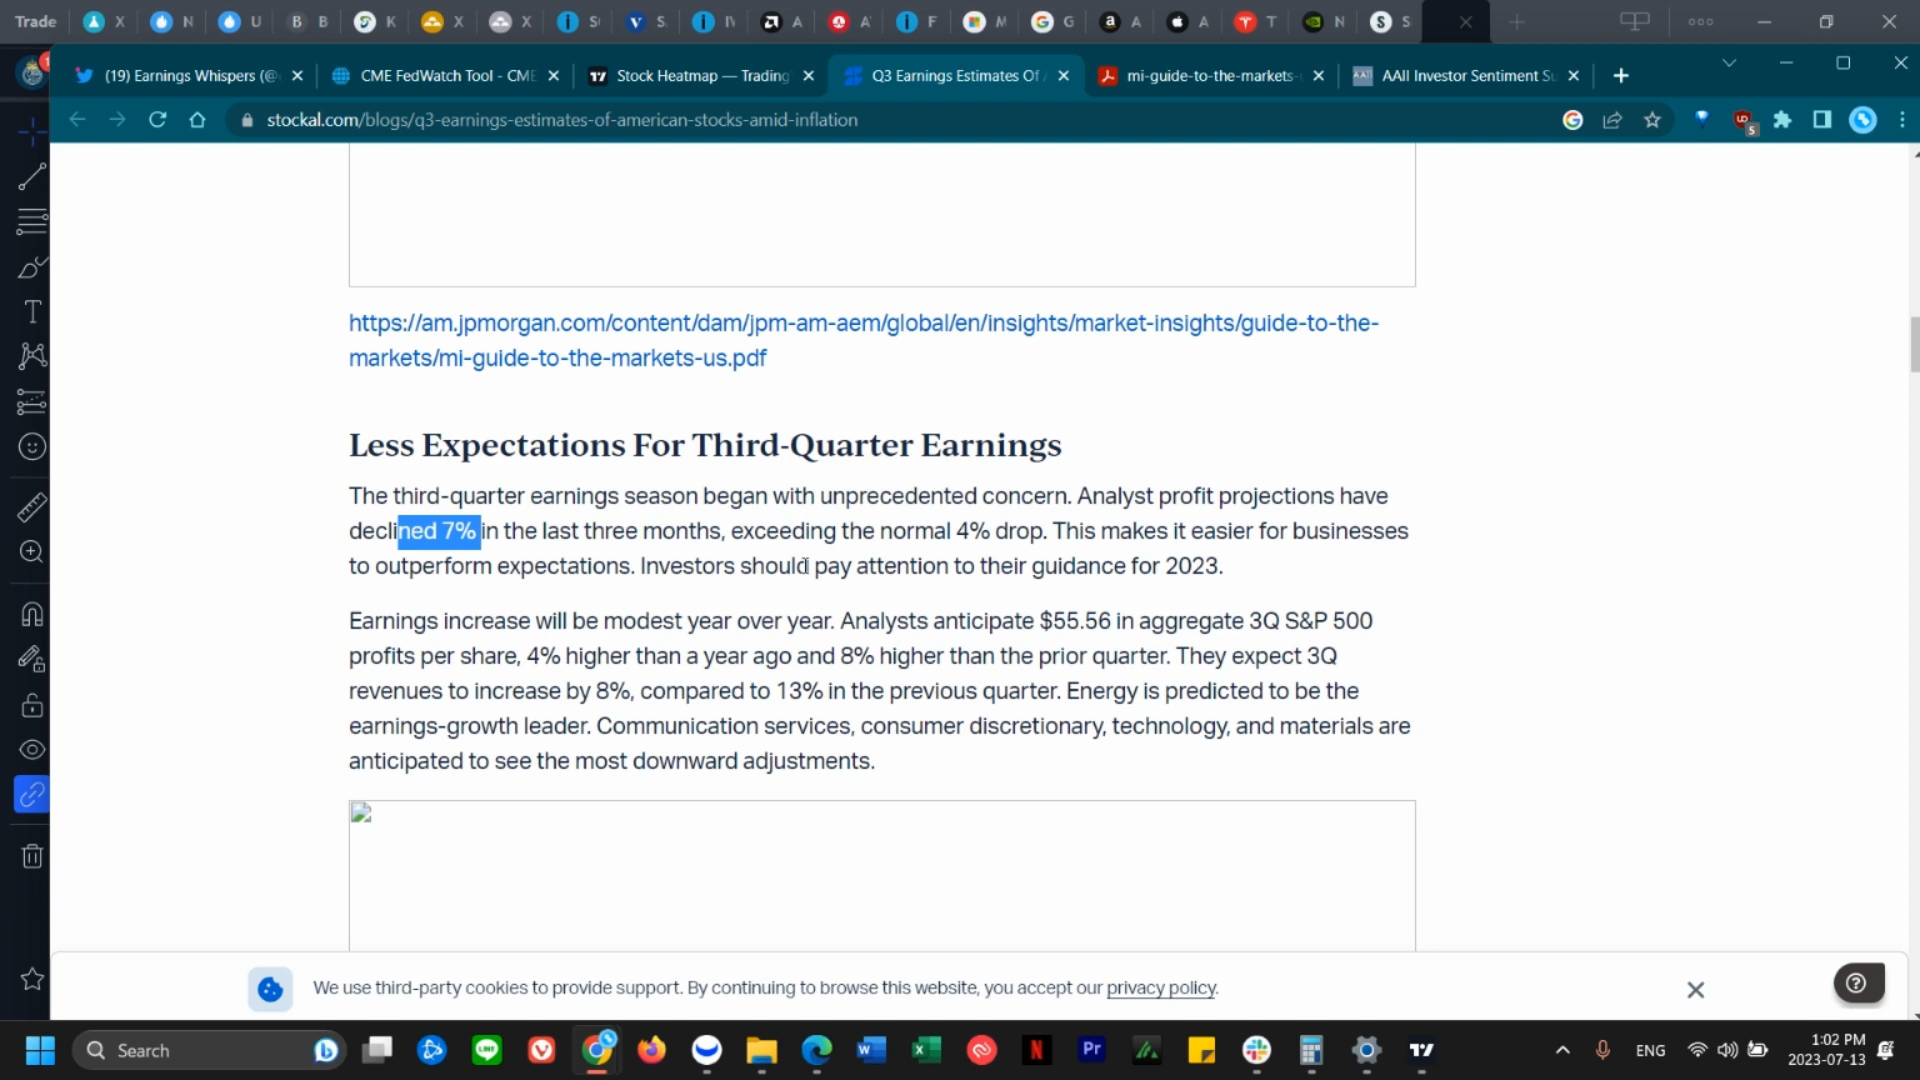 Trade X N U B B K X X S V S. I A A F M G A A T N S
(19) Earnings Whispers (@
CME FedWatch Tool - CME
Stock Heatmap — Trading
Q3 Earnings Estimates Of
mi-guide-to-the-markets-
AAII Investor Sentiment Su
stockal.com/blogs/q3-earnings-estimates-of-american-stocks-amid-inflation
https://am.jpmorgan.com/content/dam/jpm-am-aem/global/en/insights/market-insights/guide-to-the-
markets/mi-guide-to-the-markets-us.pdf
Less Expectations For Third-Quarter Earnings
The third-quarter earnings season began with unprecedented concern. Analyst profit projections have
declined 7% in the last three months, exceeding the normal 4% drop. This makes it easier for businesses
to outperform expectations. Investors should pay attention to their guidance for 2023.
Earnings increase will be modest year over year. Analysts anticipate $55.56 in aggregate 3Q S&P 500
profits per share, 4% higher than a year ago and 8% higher than the prior quarter. They expect 3Q
revenues to increase by 8%, compared to 13% in the previous quarter. Energy is predicted to be the
earnings-growth leader. Communication services, consumer discretionary, technology, and materials are
anticipated to see the most downward adjustments.
We use third-party cookies to provide support. By continuing to browse this website, you accept our privacy policy.
Search
ENG
1:02 PM
2023-07-13